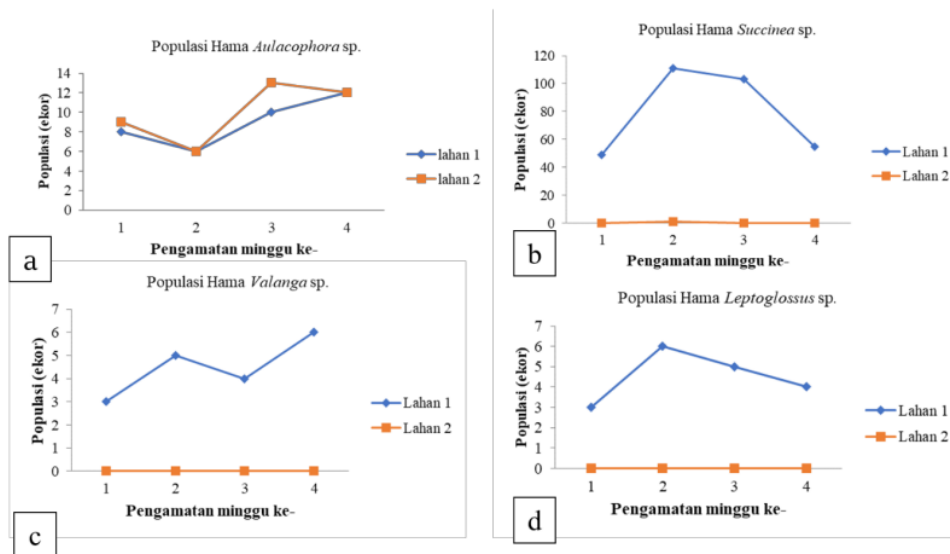 Populasi Hama Aulacophora sp.
Populasi (ekor)
14
12
10
8
6
4
2
0
1 2 3 4
Pengamatan minggu ke-
lahan 1
lahan 2
a
Populasi Hama Succinea sp.
Populasi (ekor)
120
100
80
60
40
20
0
1 2 3 4
Pengamatan minggu ke-
Lahan 1
Lahan 2
b
Populasi Hama Valanga sp.
Populasi (ekor)
7
6
5
4
3
2
1
0
1 2 3 4
Pengamatan minggu ke-
Lahan 1
Lahan 2
c
Populasi Hama Leptoglossus sp.
Populasi (ekor)
7
6
5
4
3
2
1
0
1 2 3 4
Pengamatan minggu ke-
Lahan 1
Lahan 2
d